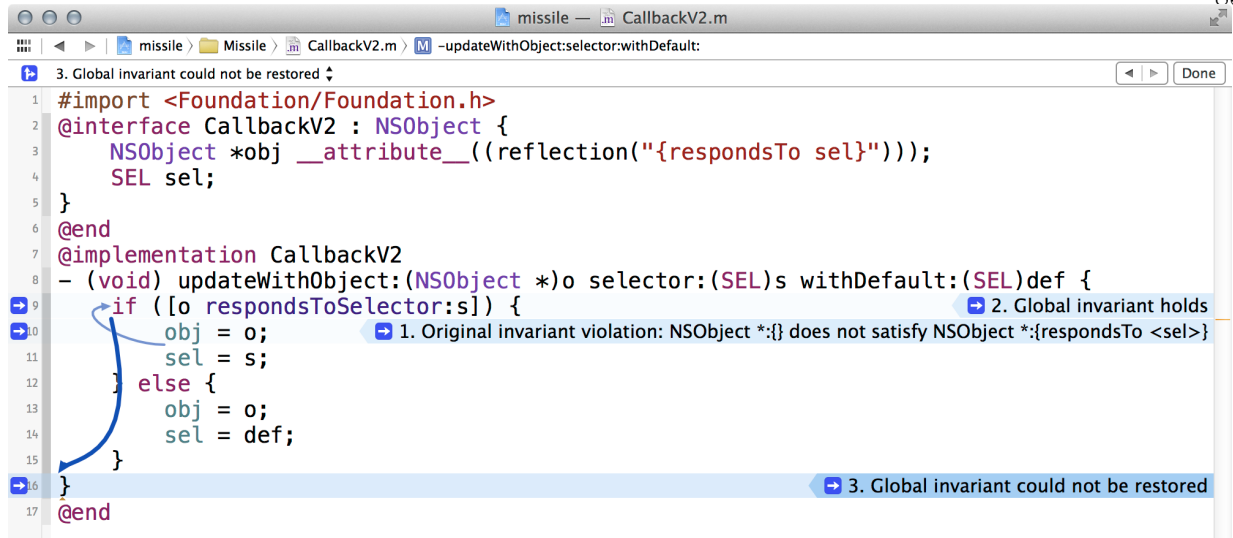 missile — CallbackV2.m
missile 〉 Missile 〉 CallbackV2.m 〉 M -updateWithObject:selector:withDefault:
3. Global invariant could not be restored
Done
1 #import <Foundation/Foundation.h>
2 @interface CallbackV2 : NSObject {
3 NSObject *obj __attribute__((reflection("{respondsTo sel}")));
4 SEL sel;
5 }
6 @end
7 @implementation CallbackV2
8 – (void) updateWithObject:(NSObject *)o selector:(SEL)s withDefault:(SEL)def {
9 if ([o respondsToSelector:s]) { 2. Global invariant holds
10 obj = o; 1. Original invariant violation: NSObject *:{} does not satisfy NSObject *:{respondsTo <sel>}
11 sel = s;
12 } else {
13 obj = o;
14 sel = def;
15 }
16 } 3. Global invariant could not be restored
17 @end